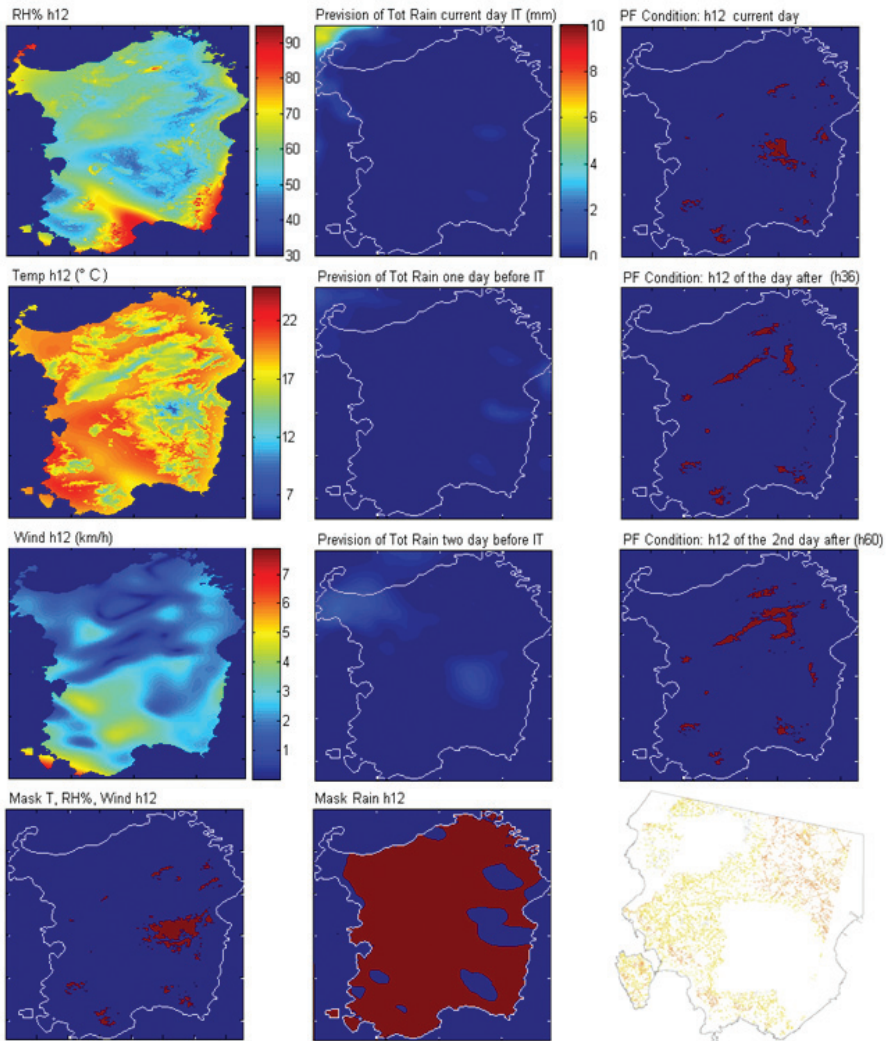 RH% h12
Prevision of Tot Rain current day IT (mm)
PF Condition: h12 current day
90
80
70
60
50
40
30
10
8
6
4
2
0
Temp h12 (° C)
Prevision of Tot Rain one day before IT
PF Condition: h12 of the day after (h36)
22
17
12
7
Wind h12 (km/h)
Prevision of Tot Rain two day before IT
PF Condition: h12 of the 2nd day after (h60)
7
6
5
4
3
2
1
Mask T, RH%, Wind h12
Mask Rain h12